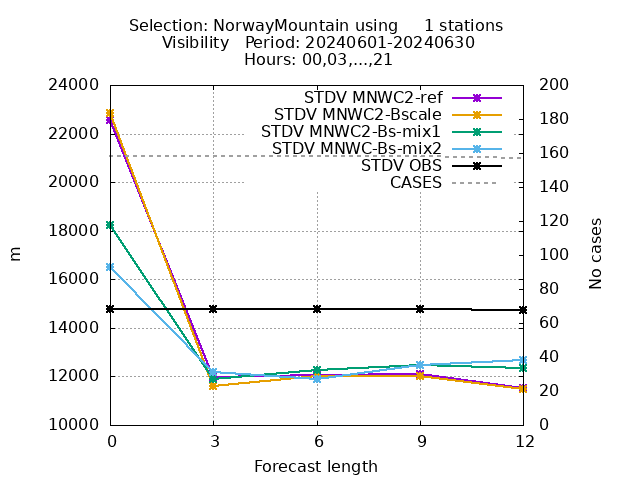 Selection: NorwayMountain using     1 stations
Visibility   Period: 20240601-20240630
Hours: 00,03,...,21
24000
22000
20000
18000
16000
14000
12000
10000
m
STDV MNWC2-ref
STDV MNWC2-Bscale
STDV MNWC2-Bs-mix1
STDV MNWC-Bs-mix2
STDV OBS
CASES
200
180
160
140
120
100
80
60
40
20
0
No cases
0 3 6 9 12
Forecast length